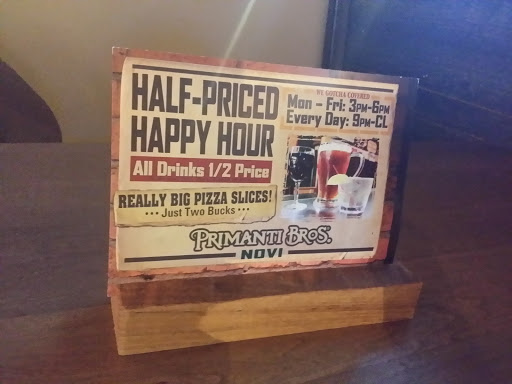 HALF-PRICED
HAPPY HOUR
All Drinks 1/2 Price
REALLY BIG PIZZA SLICES!
••• Just Two Bucks •••
WE GOTCHA COVERED
Mon - Fri: 3PM-6PM
Every Day: 9PM-CL
PRIMANTI BROS.
NOVI